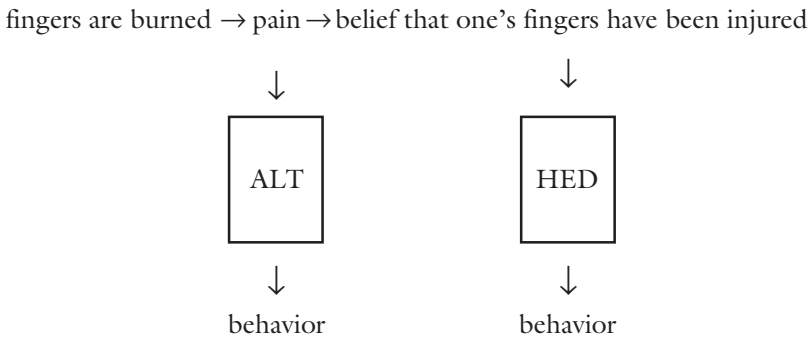 fingers are burned → pain → belief that one's fingers have been injured
↓ ↓
ALT HED
↓ ↓
behavior behavior